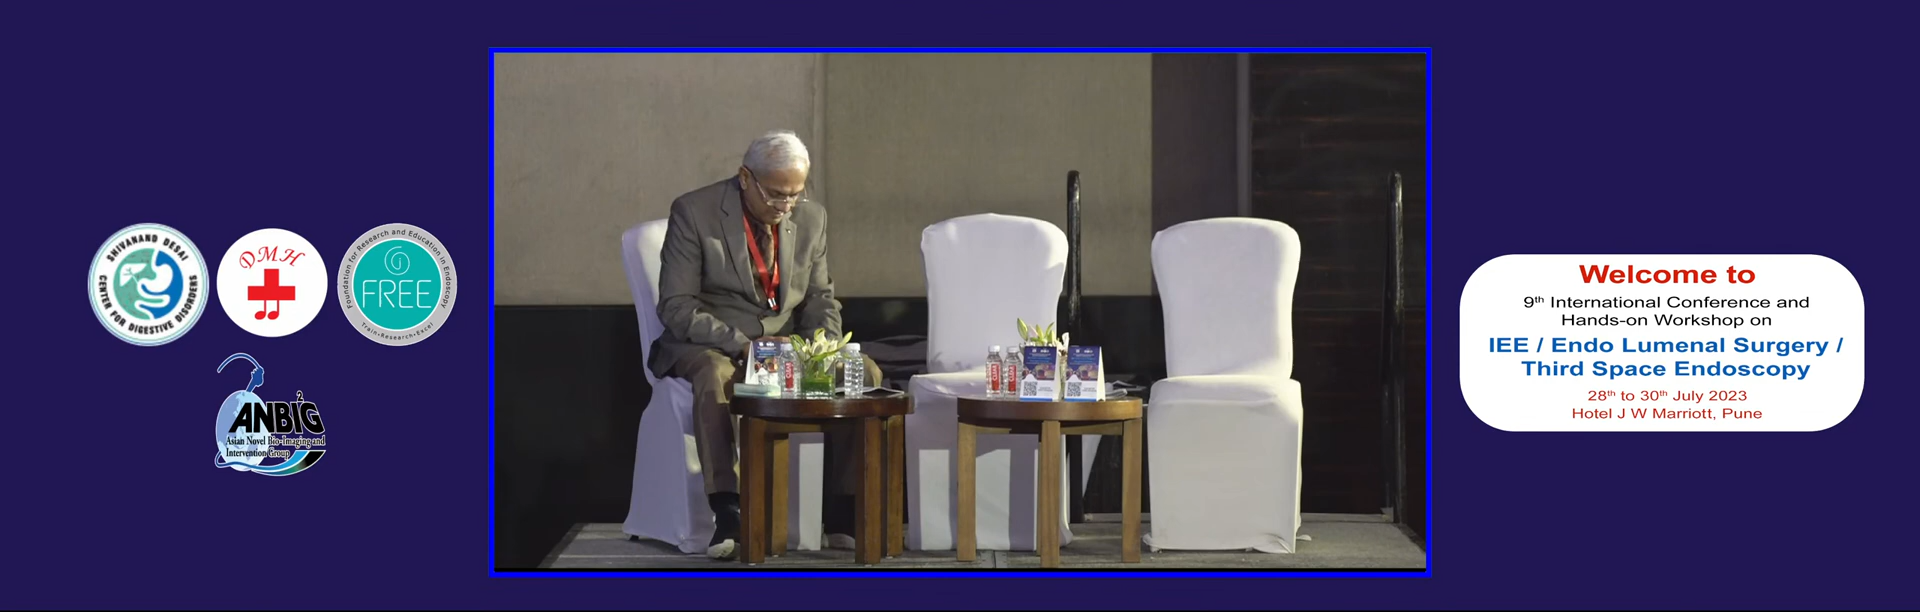 SHIVANAND DESAI
CENTER FOR DIGESTIVE DISORDERS
DMH
Foundation for Research and Education in Endoscopy
FREE
Train•Research•Excel
ANBIG
2
Asian Novel Bio-Imaging and
Intervention Group
Welcome to
9th International Conference and
Hands-on Workshop on
IEE / Endo Lumenal Surgery /
Third Space Endoscopy
28th to 30th July 2023
Hotel J W Marriott, Pune